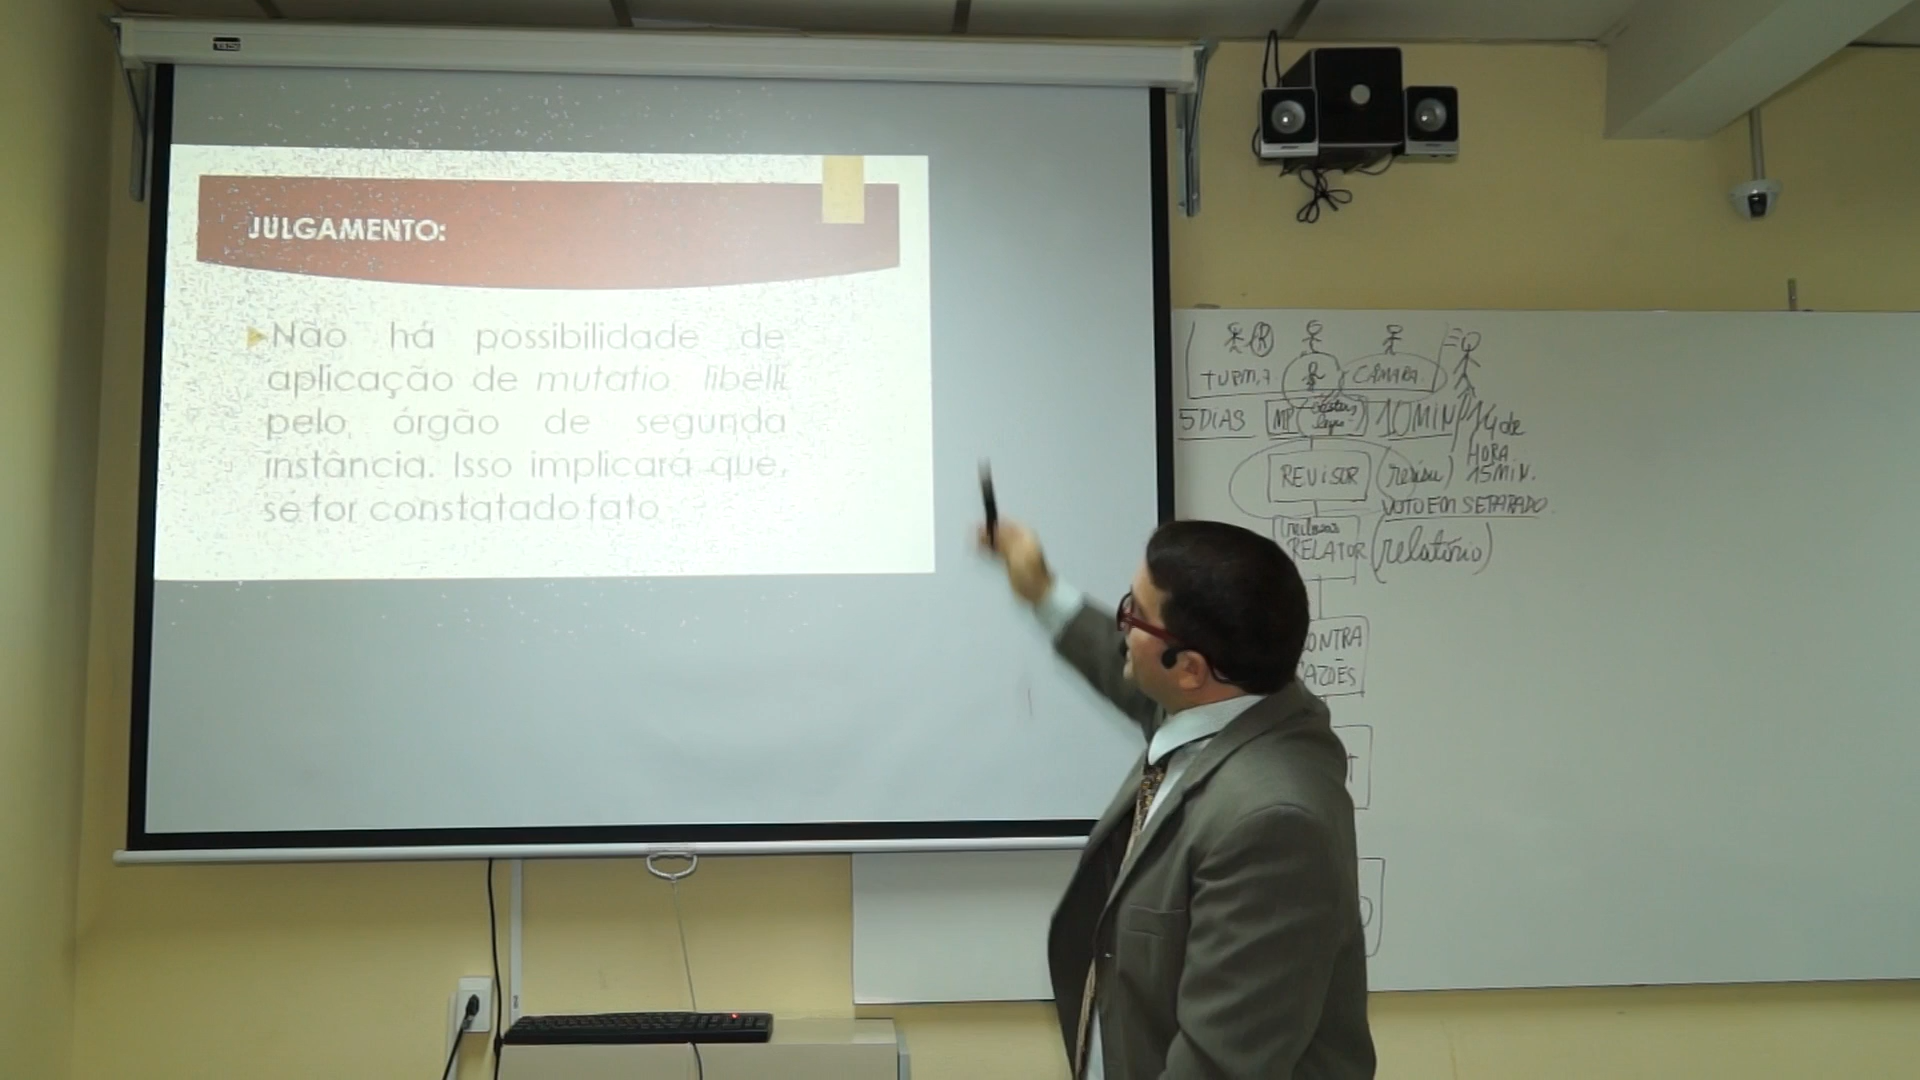 JULGAMENTO:
Não há possibilidade de
aplicação de mutatio libelli
pelo órgão de segunda
instância. Isso implicará que,
se for constatado fato
TURMA
CÂMARA
5 DIAS MP 10 MIN 1/4 de
HORA
15 MIN.
REVISOR
VOTO EM SEPARADO
RELATOR (relatório)
CONTRA